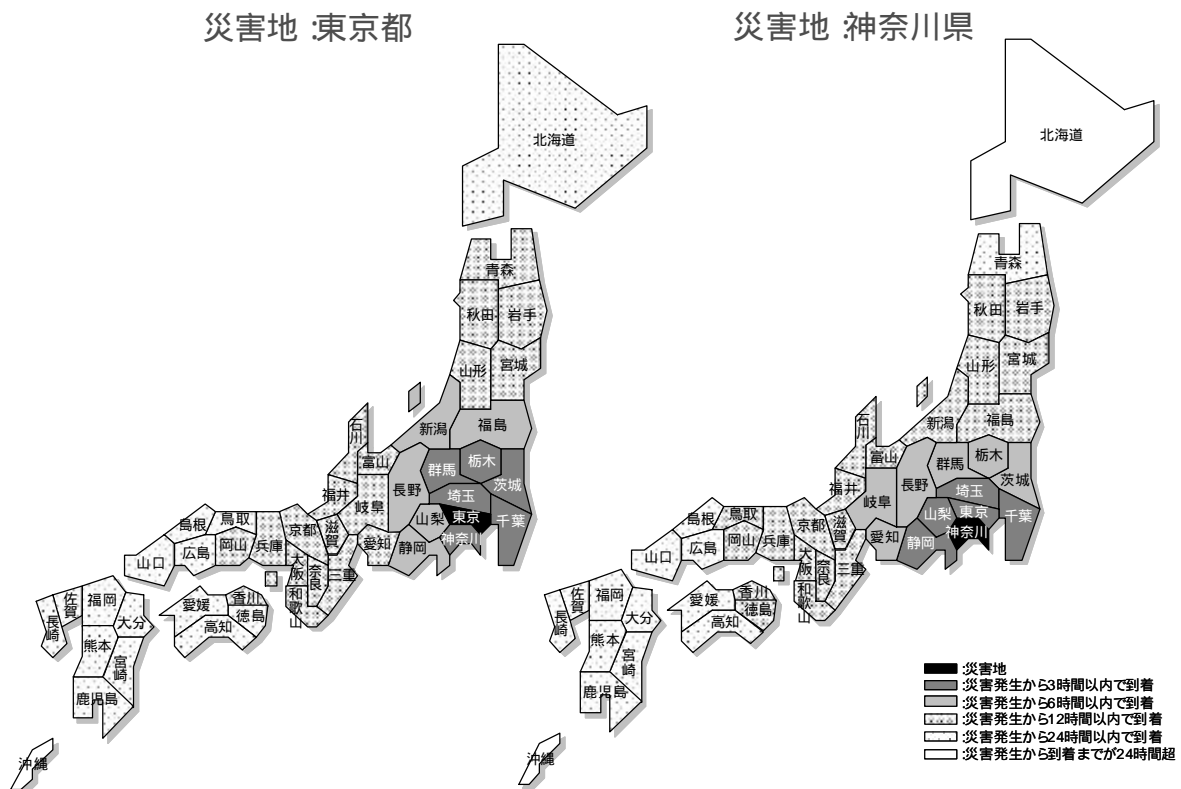 災害地:東京都
北海道
青森
秋田
岩手
山形
宮城
新潟
福島
石川
富山
群馬
栃木
茨城
福井
岐阜
長野
埼玉
山梨
東京
千葉
神奈川
島根
鳥取
京都
滋賀
愛知
静岡
山口
広島
岡山
兵庫
大阪
奈良
三重
和歌山
佐賀
福岡
長崎
大分
愛媛
香川
徳島
高知
熊本
宮崎
鹿児島
沖縄
災害地:神奈川県
北海道
青森
秋田
岩手
山形
宮城
新潟
福島
石川
富山
群馬
栃木
茨城
福井
岐阜
長野
埼玉
山梨
東京
千葉
神奈川
島根
鳥取
京都
滋賀
愛知
静岡
山口
広島
岡山
兵庫
大阪
奈良
三重
和歌山
佐賀
福岡
長崎
大分
愛媛
香川
徳島
高知
熊本
宮崎
鹿児島
沖縄
:災害地
:災害発生から3時間以内で到着
:災害発生から6時間以内で到着
:災害発生から12時間以内で到着
:災害発生から24時間以内で到着
:災害発生から到着までが24時間超